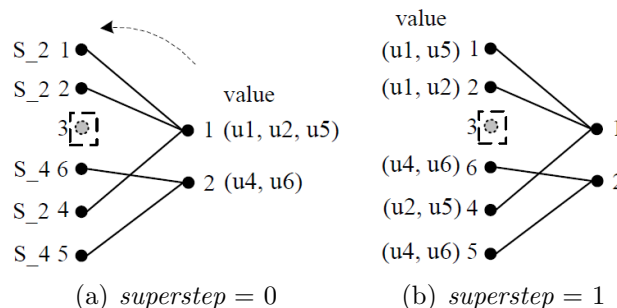 S_2 1
S_2 2
3
S_4 6
S_2 4
S_4 5
value
1 (u1, u2, u5)
2 (u4, u6)
(a) superstep = 0
value
(u1, u5) 1
(u1, u2) 2
3
(u4, u6) 6
(u2, u5) 4
(u4, u6) 5
1
2
(b) superstep = 1